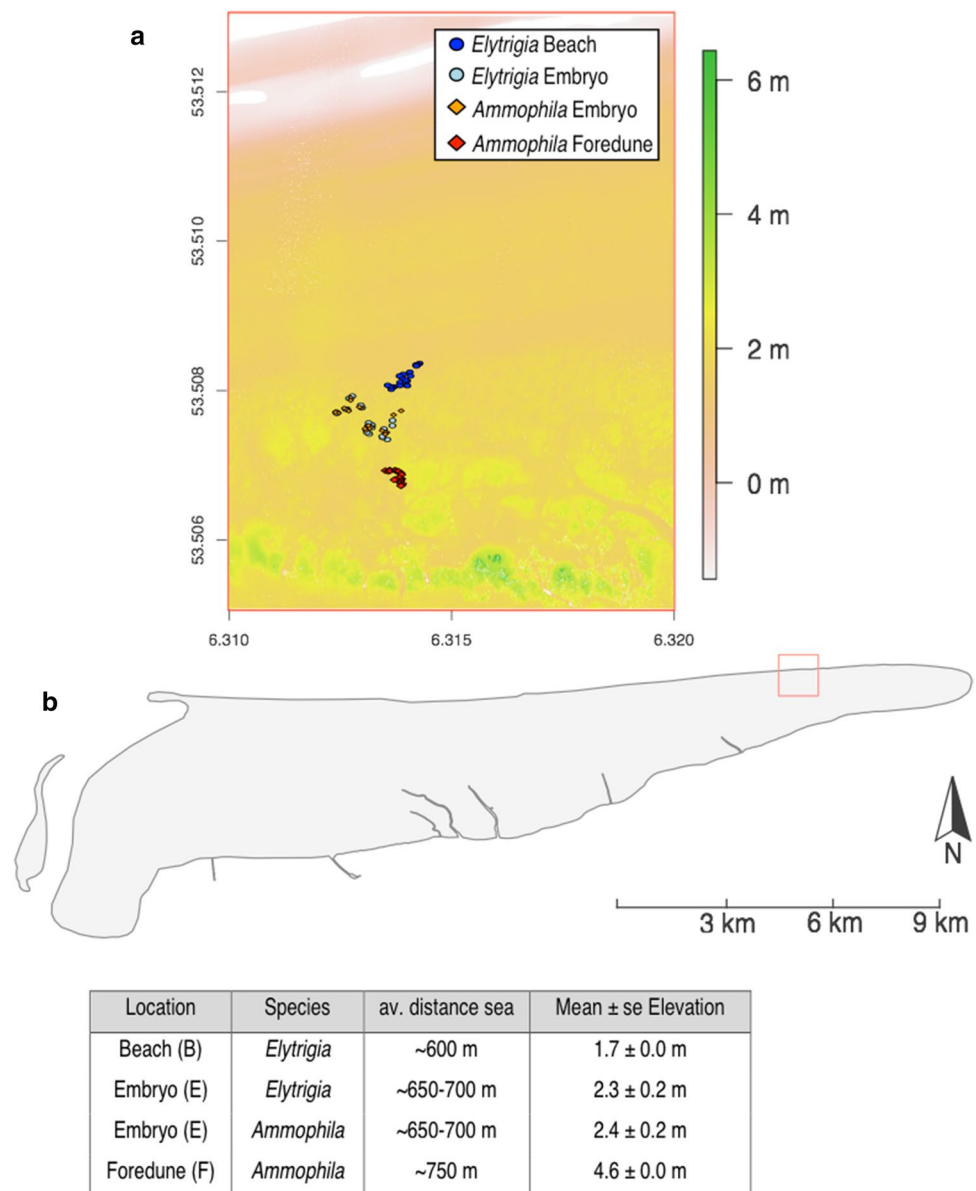 a
Elytrigia Beach
Elytrigia Embryo
Ammophila Embryo
Ammophila Foredune
53.512
53.510
53.508
53.506
6.310
6.315
6.320
6 m
4 m
2 m
0 m
b
N
3 km 6 km 9 km
Location Species av. distance sea Mean ± se Elevation
Beach (B) Elytrigia ~600 m 1.7 ± 0.0 m
Embryo (E) Elytrigia ~650-700 m 2.3 ± 0.2 m
Embryo (E) Ammophila ~650-700 m 2.4 ± 0.2 m
Foredune (F) Ammophila ~750 m 4.6 ± 0.0 m